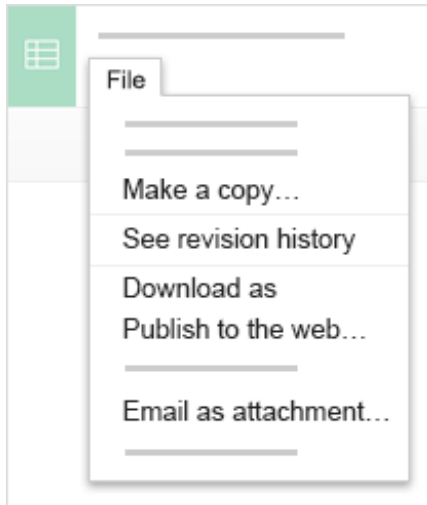 File
Make a copy…
See revision history
Download as
Publish to the web…
Email as attachment…